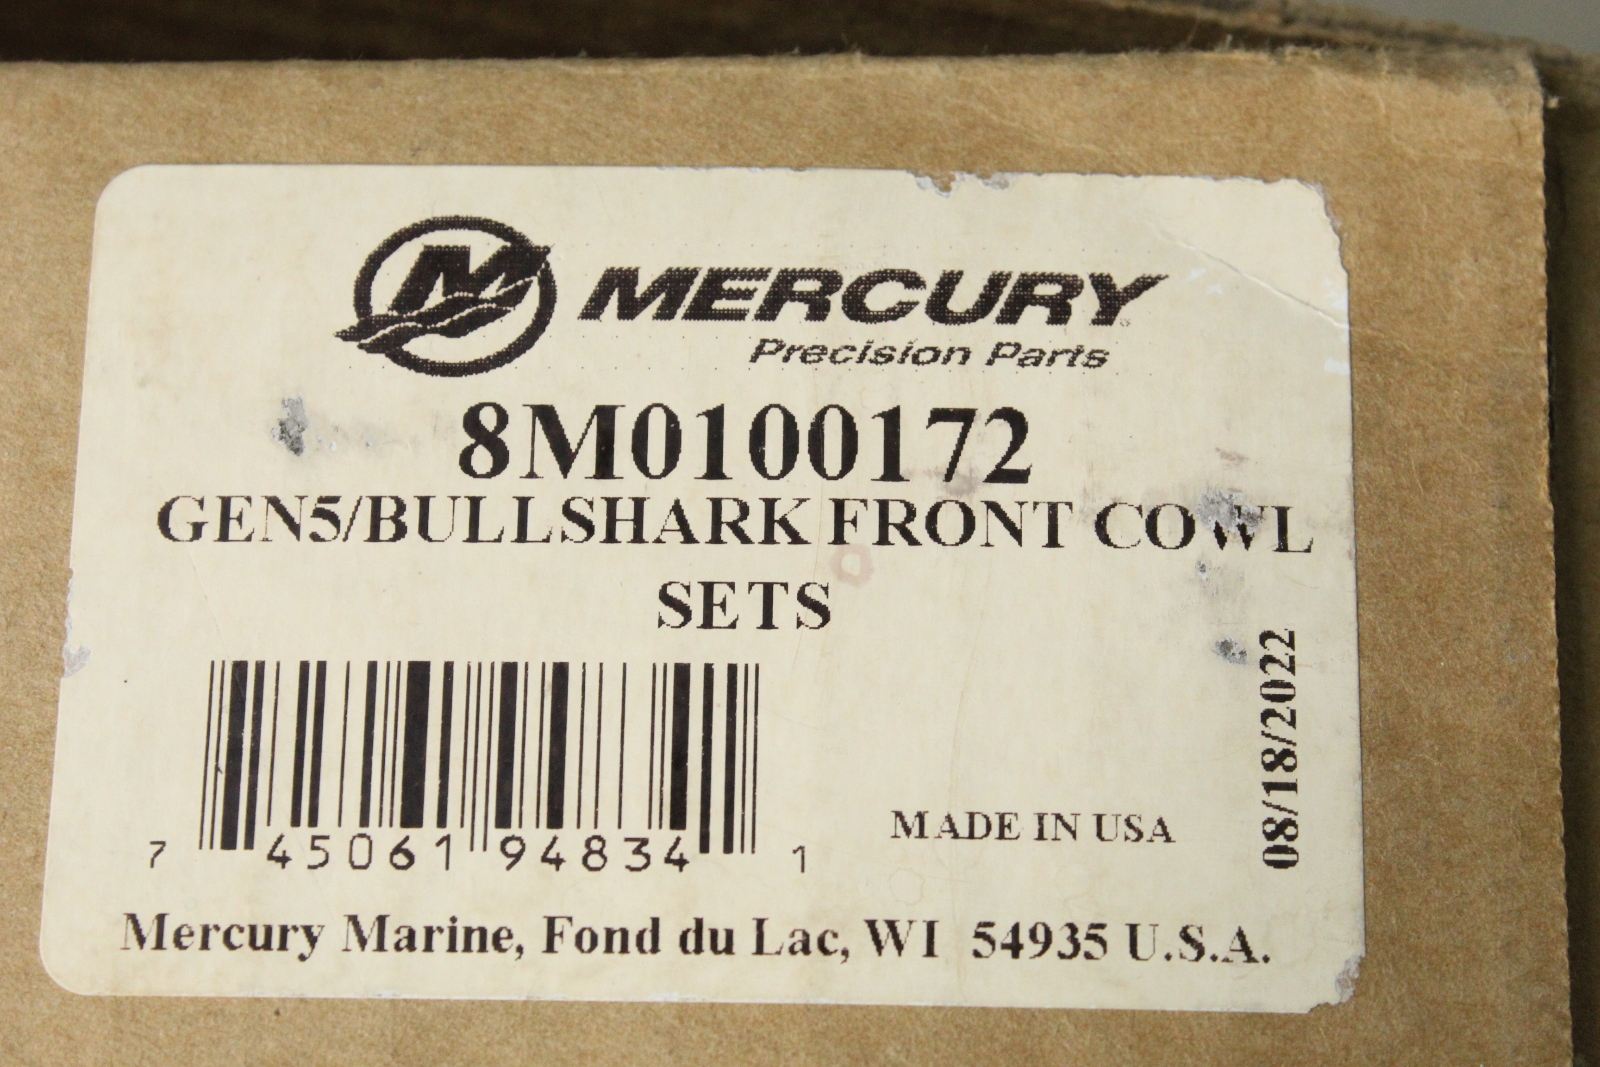 M MERCURY
Precision Parts
8M0100172
GEN5/BULLSHARK FRONT COWL
SETS
08/18/2022
MADE IN USA
7 45061 94834 1
Mercury Marine, Fond du Lac, WI 54935 U.S.A.